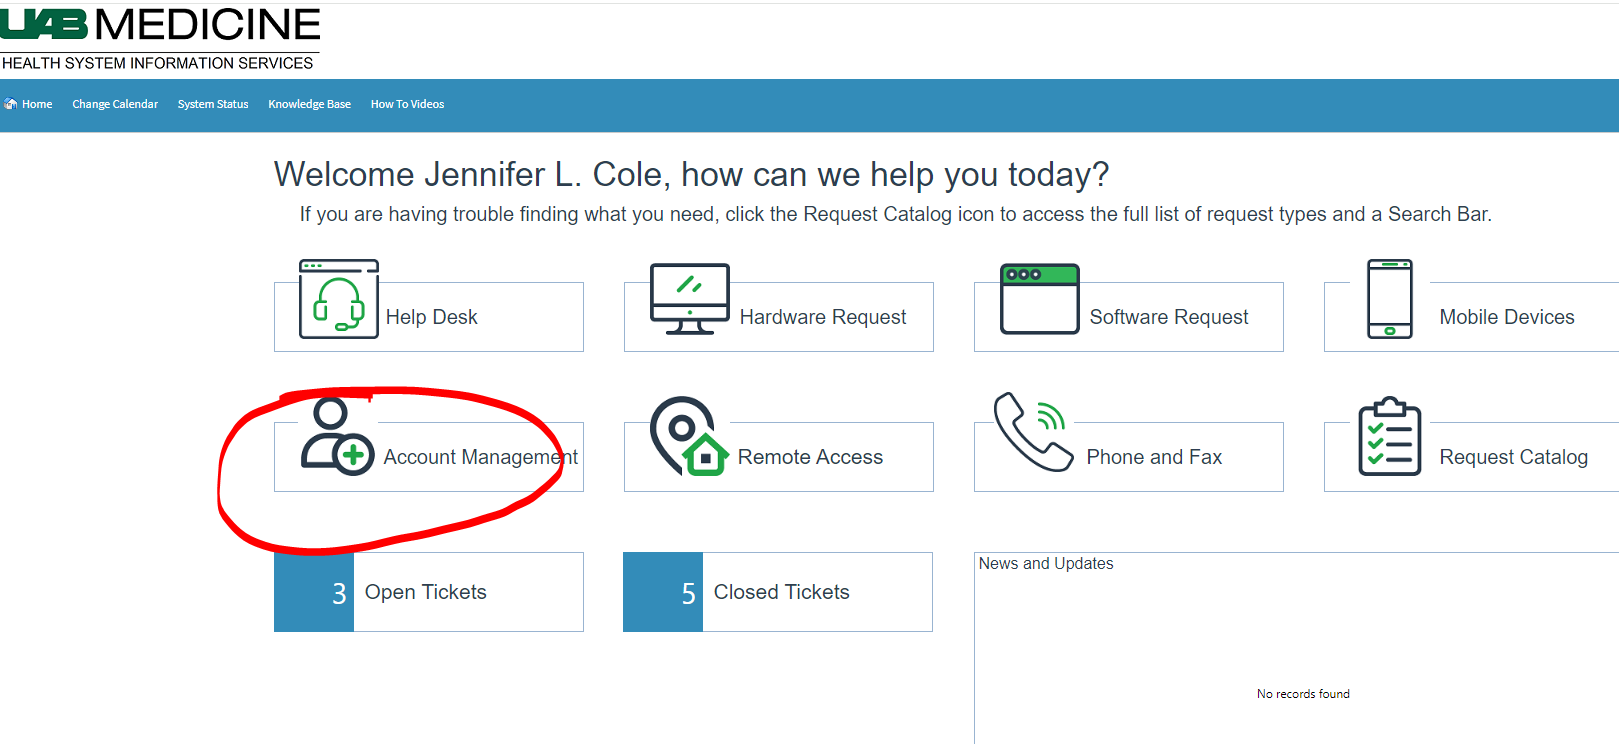 UAB MEDICINE
HEALTH SYSTEM INFORMATION SERVICES
Home Change Calendar System Status Knowledge Base How To Videos
Welcome Jennifer L. Cole, how can we help you today?
If you are having trouble finding what you need, click the Request Catalog icon to access the full list of request types and a Search Bar.
Help Desk Hardware Request Software Request Mobile Devices
Account Management Remote Access Phone and Fax Request Catalog
3 Open Tickets 5 Closed Tickets
News and Updates
No records found